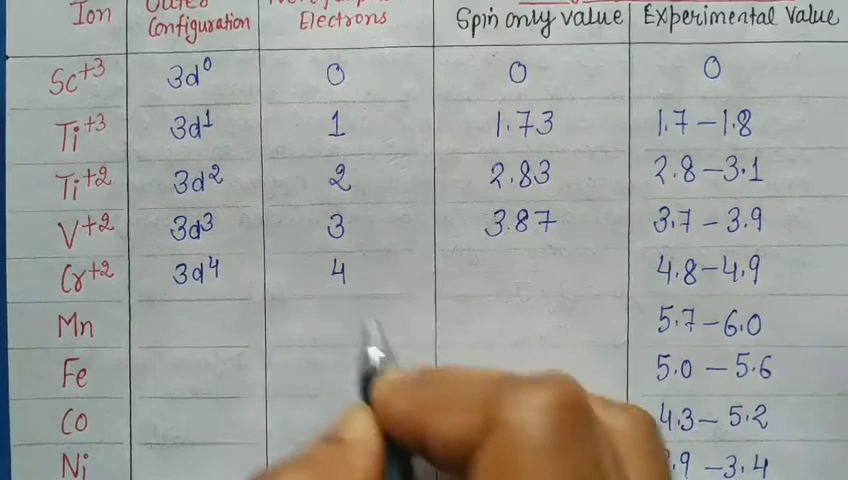 Ion Configuration Electrons Spin only value Experimental Value
Sc+3 3d0 0 0 0
Ti+3 3d1 1 1.73 1.7-1.8
Ti+2 3d2 2 2.83 2.8-3.1
V+2 3d3 3 3.87 3.7-3.9
Cr+2 3d4 4 4.8-4.9
Mn 5.7-6.0
Fe 5.0-5.6
Co 4.3-5.2
Ni .9-3.4